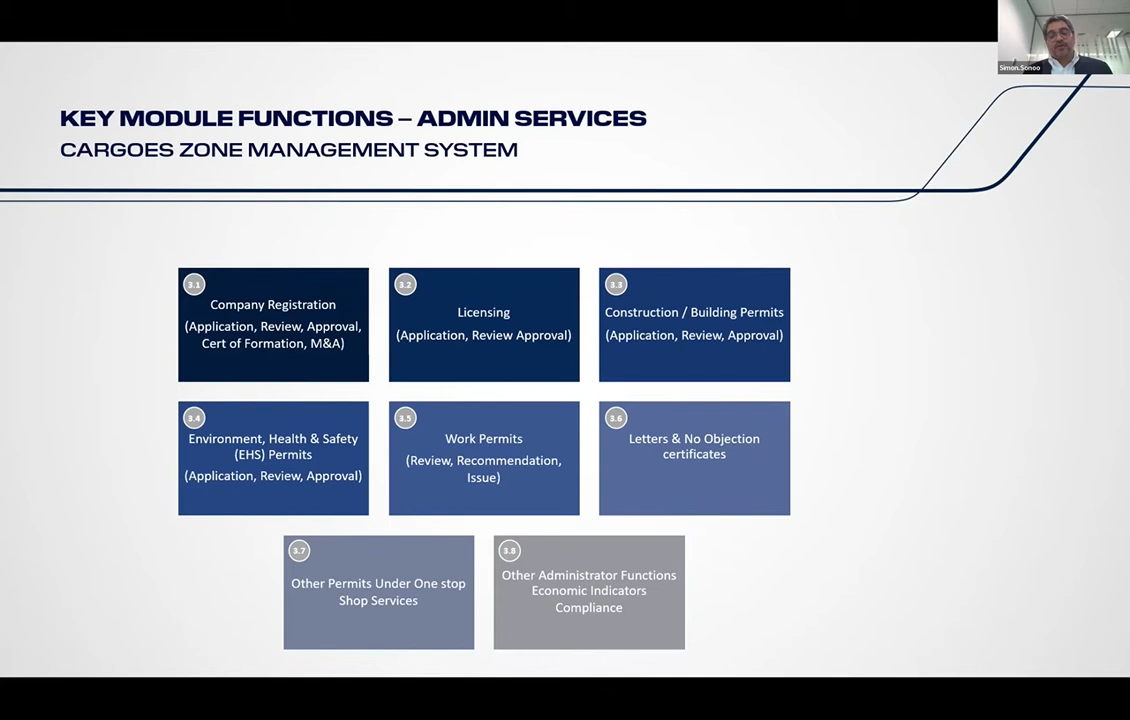 Simon.Sonoo
KEY MODULE FUNCTIONS – ADMIN SERVICES
CARGOES ZONE MANAGEMENT SYSTEM
3.1
Company Registration
(Application, Review, Approval,
Cert of Formation, M&A)
3.2
Licensing
(Application, Review Approval)
3.3
Construction / Building Permits
(Application, Review, Approval)
3.4
Environment, Health & Safety
(EHS) Permits
(Application, Review, Approval)
3.5
Work Permits
(Review, Recommendation,
Issue)
3.6
Letters & No Objection
certificates
3.7
Other Permits Under One stop
Shop Services
3.8
Other Administrator Functions
Economic Indicators
Compliance